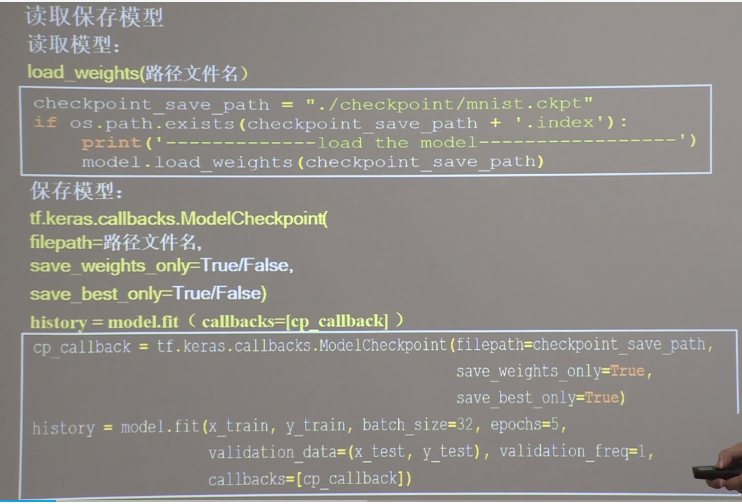 读取保存模型
读取模型：
load_weights(路径文件名）
checkpoint_save_path = "./checkpoint/mnist.ckpt"
if os.path.exists(checkpoint_save_path + '.index'):
print('-------------load the model-----------------')
model.load_weights(checkpoint_save_path)
保存模型：
tf.keras.callbacks.ModelCheckpoint(
filepath=路径文件名,
save_weights_only=True/False,
save_best_only=True/False)
history = model.fit（ callbacks=[cp_callback] ）
cp_callback = tf.keras.callbacks.ModelCheckpoint(filepath=checkpoint_save_path,
save_weights_only=True,
save_best_only=True)
history = model.fit(x_train, y_train, batch_size=32, epochs=5,
validation_data=(x_test, y_test), validation_freq=1,
callbacks=[cp_callback])